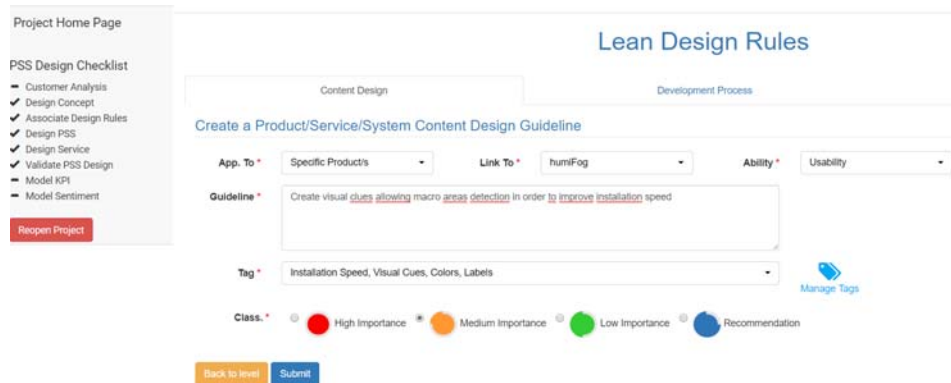 Project Home Page
PSS Design Checklist
Customer Analysis
Design Concept
Associate Design Rules
Design PSS
Design Service
Validate PSS Design
Model KPI
Model Sentiment
Reopen Project
Lean Design Rules
Content Design Development Process
Create a Product/Service/System Content Design Guideline
App. To * Specific Product/s Link To * humiFog Ability * Usability
Guideline * Create visual clues allowing macro areas detection in order to improve installation speed
Tag * Installation Speed, Visual Cues, Colors, Labels
Manage Tags
Class. * High Importance Medium Importance Low Importance Recommendation
Back to level Submit